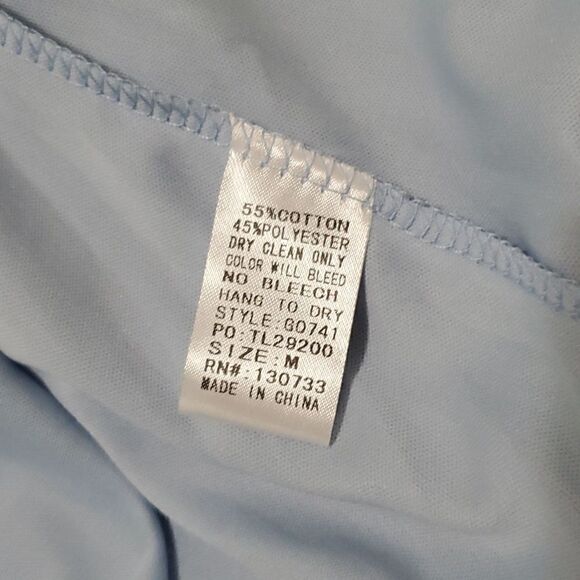 55%COTTON
45%POLYESTER
DRY CLEAN ONLY
COLOR WILL BLEED
NO BLEECH
HANG TO DRY
STYLE:G0741
PO:TL29200
SIZE:M
RN#:130733
MADE IN CHINA